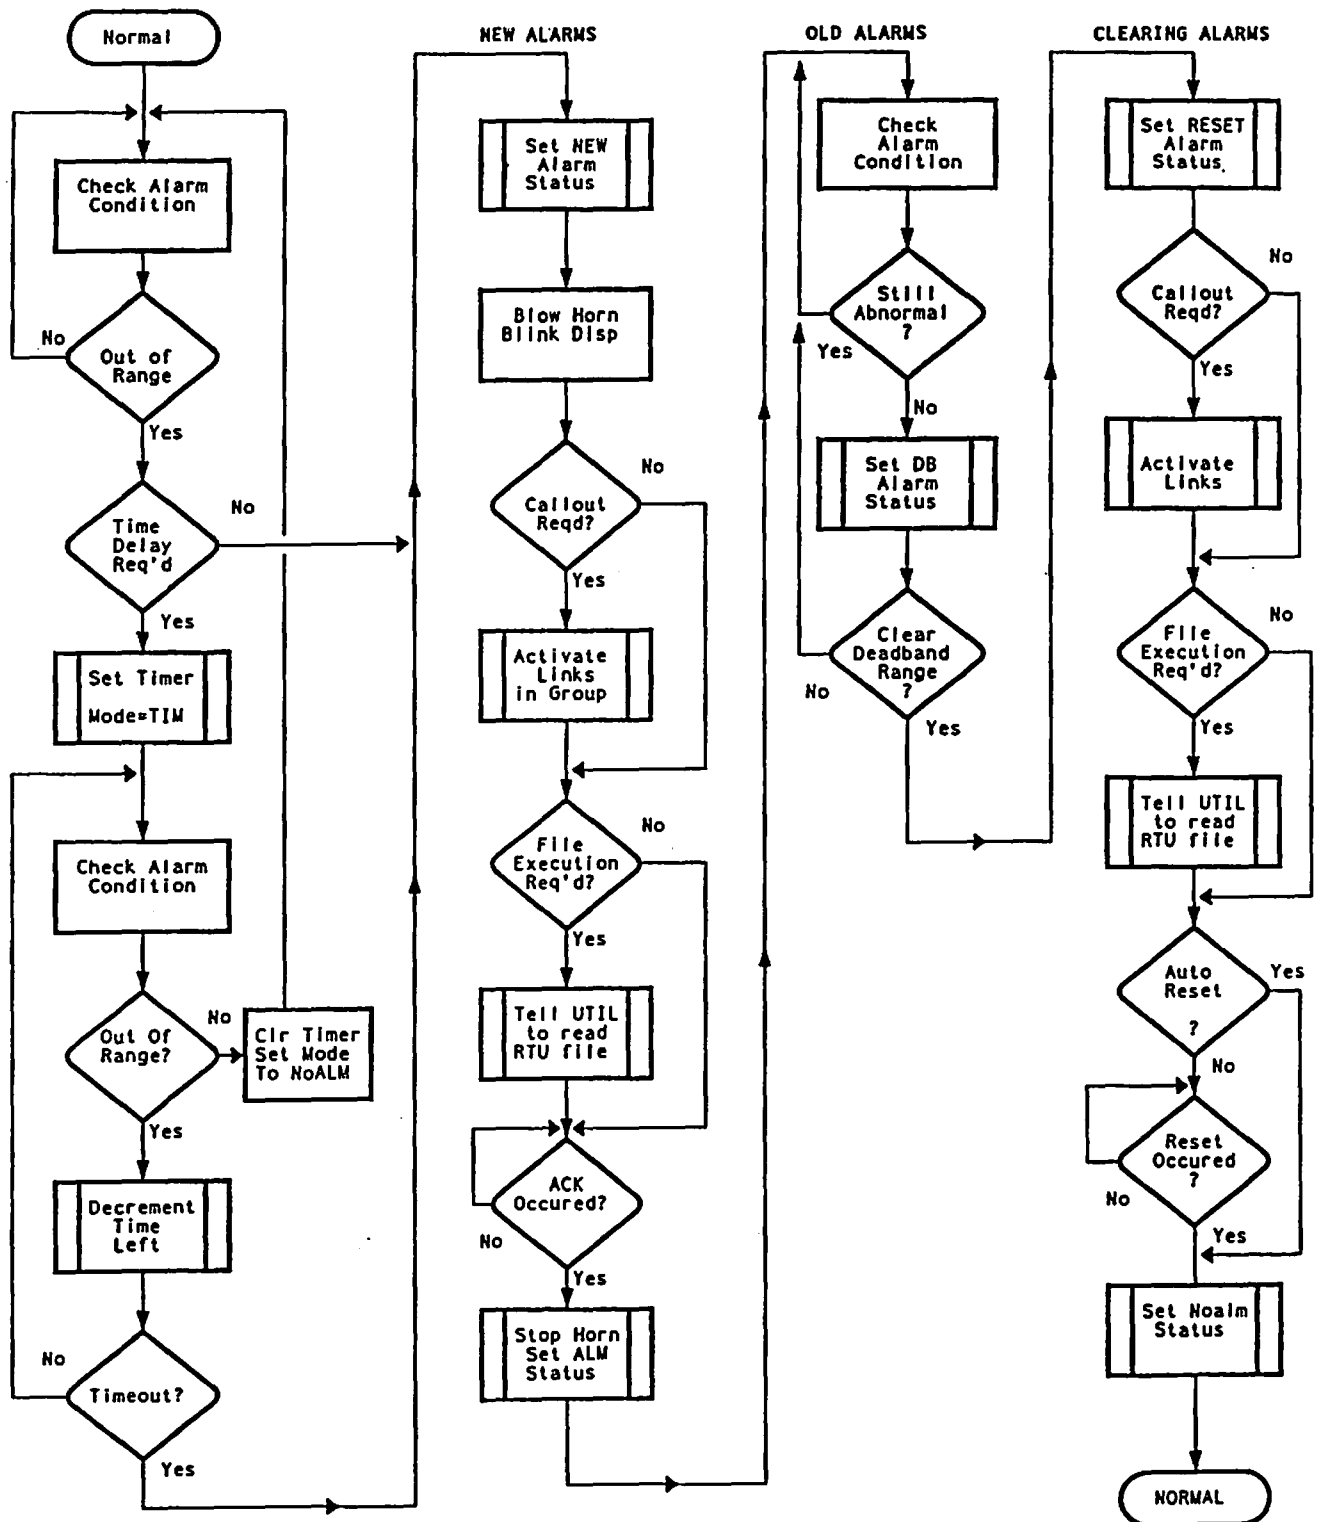 Normal
Check Alarm
Condition
No
Out of
Range
Yes
No
Time
Delay
Req'd
Yes
Set Timer
Mode=TIM
Check Alarm
Condition
Out Of
Range?
No
Clr Timer
Set Mode
To NoALM
Yes
Decrement
Time
Left
No
Timeout?
Yes
NEW ALARMS
Set NEW
Alarm
Status
Blow Horn
Blink Disp
No
Callout
Reqd?
Yes
Activate
Links
in Group
No
File
Execution
Req'd?
Yes
Tell UTIL
to read
RTU file
ACK
Occured?
No
Yes
Stop Horn
Set ALM
Status
OLD ALARMS
Check
Alarm
Condition
Still
Abnormal
?
Yes
No
Set DB
Alarm
Status
Clear
Deadband
Range
?
No
Yes
CLEARING ALARMS
Set RESET
Alarm
Status
No
Callout
Reqd?
Yes
Activate
Links
No
File
Execution
Req'd?
Yes
Tell UTIL
to read
RTU file
Auto
Reset
?
Yes
No
Reset
Occured
?
No
Yes
Set Noalm
Status
NORMAL